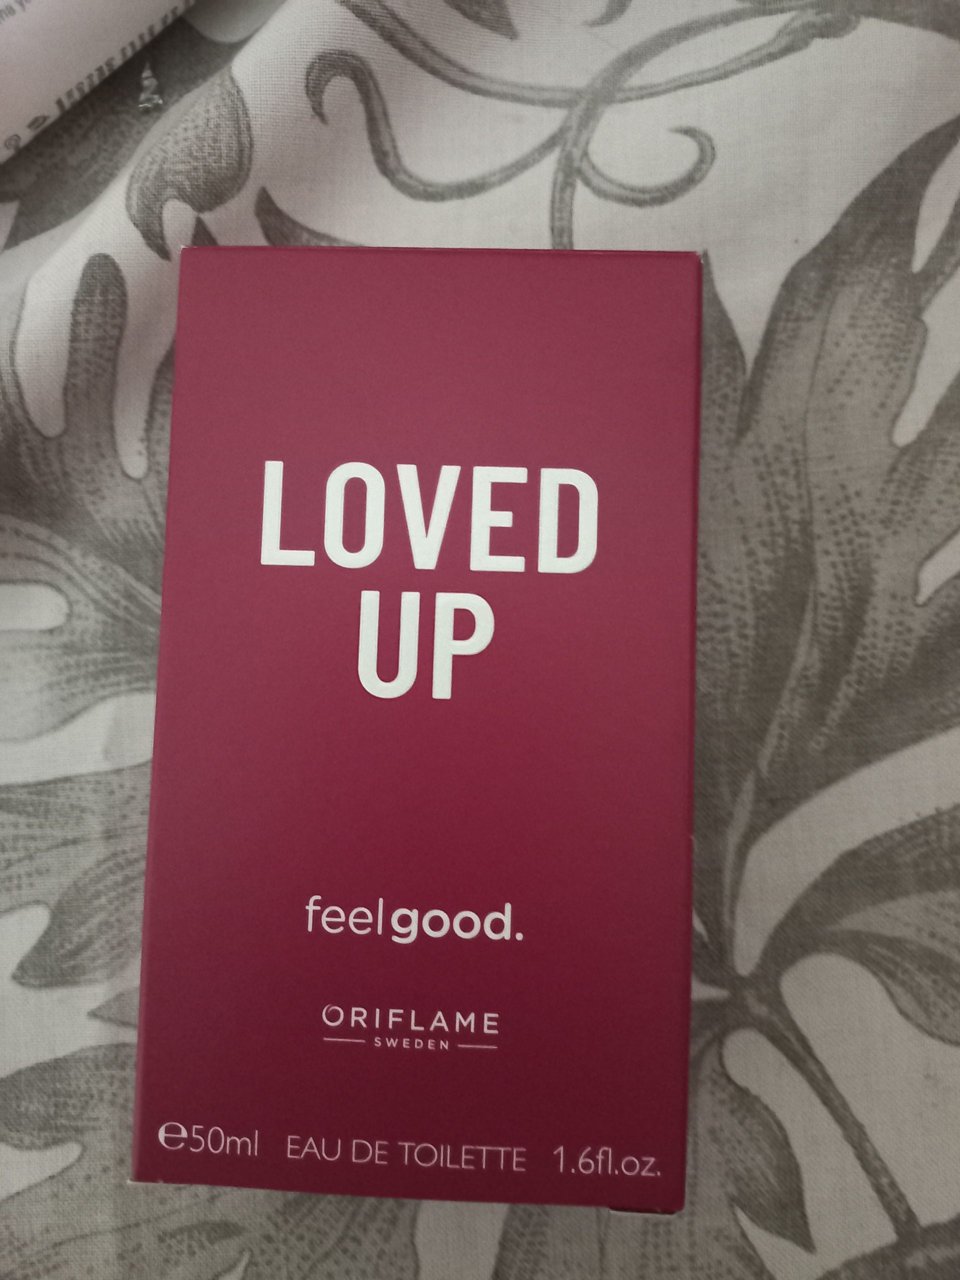 LOVED
UP
feelgood.
ORIFLAME
SWEDEN
℮50ml EAU DE TOILETTE 1.6fl.oz.